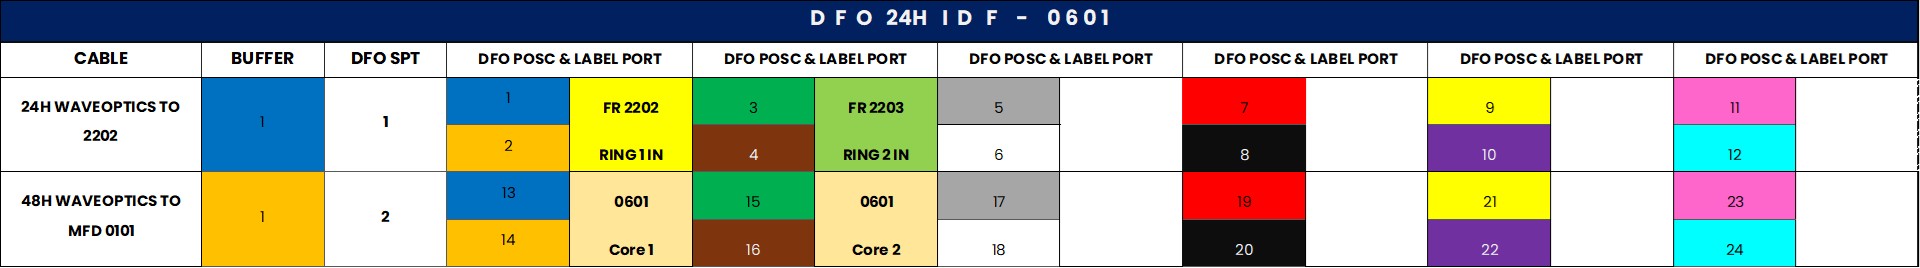 DFO 24H IDF - 0601
CABLE BUFFER DFO SPT DFO POSC & LABEL PORT DFO POSC & LABEL PORT DFO POSC & LABEL PORT DFO POSC & LABEL PORT DFO POSC & LABEL PORT DFO POSC & LABEL PORT
24H WAVEOPTICS TO
2202
1
1
1 FR 2202 3 FR 2203 5 7 9 11
2 RING 1 IN 4 RING 2 IN 6 8 10 12
48H WAVEOPTICS TO
MFD 0101
1
2
13 0601 15 0601 17 19 21 23
14 Core 1 16 Core 2 18 20 22 24